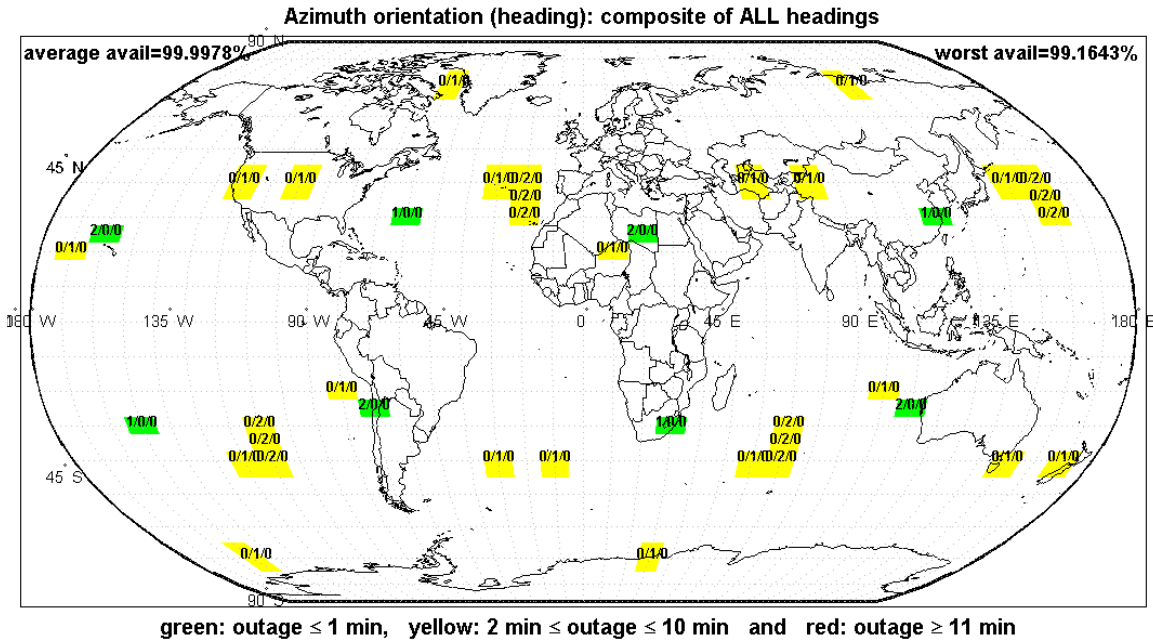 Azimuth orientation (heading): composite of ALL headings
90° N
average avail=99.9978%
worst avail=99.1643%
0/1/0 0/1/0
45° N
0/1/0 0/1/0 0/1/0 0/2/0 0/1/0 0/1/0 0/1/0 0/2/0
0/2/0 0/2/0
1/0/0 0/2/0 1/0/0 0/2/0
2/0/0 2/0/0
0/1/0 0/1/0
180° W 135° W 90° W 45° W 0° 45° E 90° E 135° E 180° E
0/1/0 0/1/0
2/0/0 2/0/0
1/0/0 0/2/0 1/0/0 0/2/0
0/2/0 0/2/0
0/1/0 0/2/0 0/1/0 0/1/0 0/1/0 0/2/0 0/1/0 0/1/0
45° S
0/1/0 0/1/0
90° S
green: outage ≤ 1 min, yellow: 2 min ≤ outage ≤ 10 min and red: outage ≥ 11 min